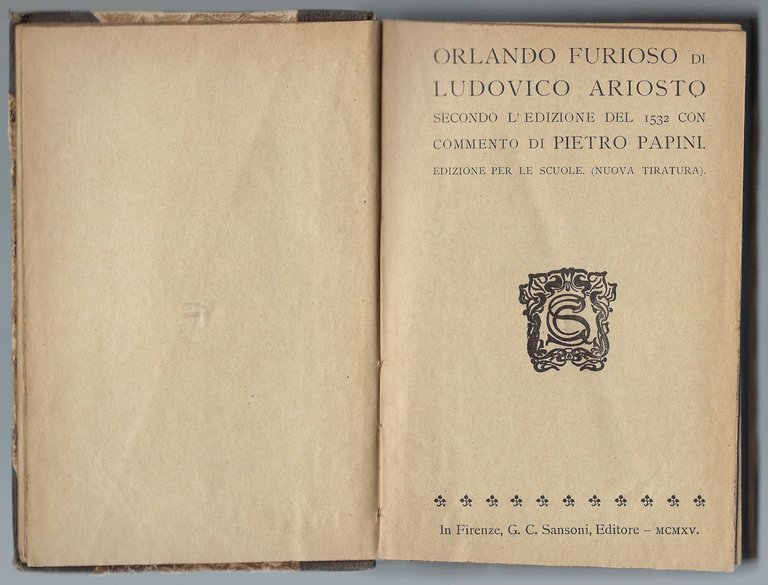 ORLANDO FURIOSO DI
LUDOVICO ARIOSTO
SECONDO L'EDIZIONE DEL 1532 CON
COMMENTO DI PIETRO PAPINI.
EDIZIONE PER LE SCUOLE. (NUOVA TIRATURA).
In Firenze, G. C. Sansoni, Editore – MCMXV.